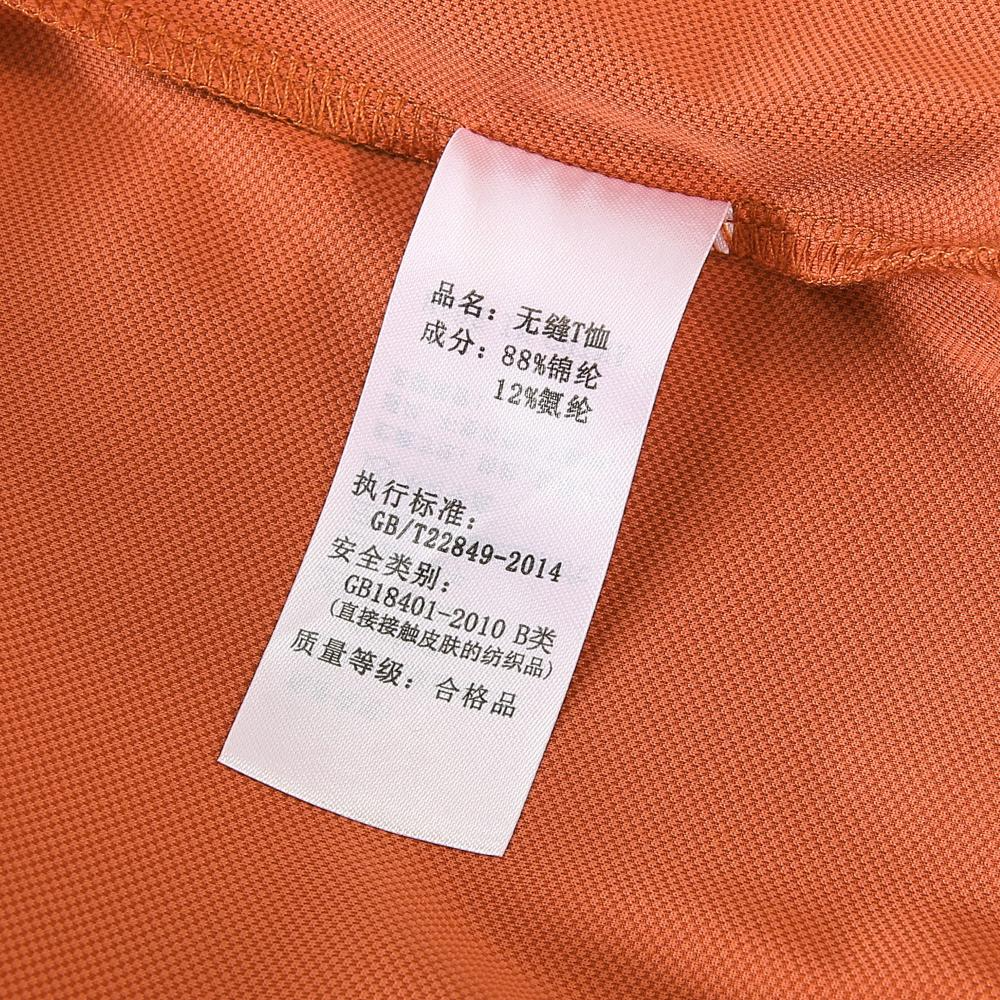 品名：无缝T恤
成分：88%锦纶
12%氨纶
执行标准：
GB/T22849-2014
安全类别：
GB18401-2010 B类
(直接接触皮肤的纺织品)
质量等级：合格品